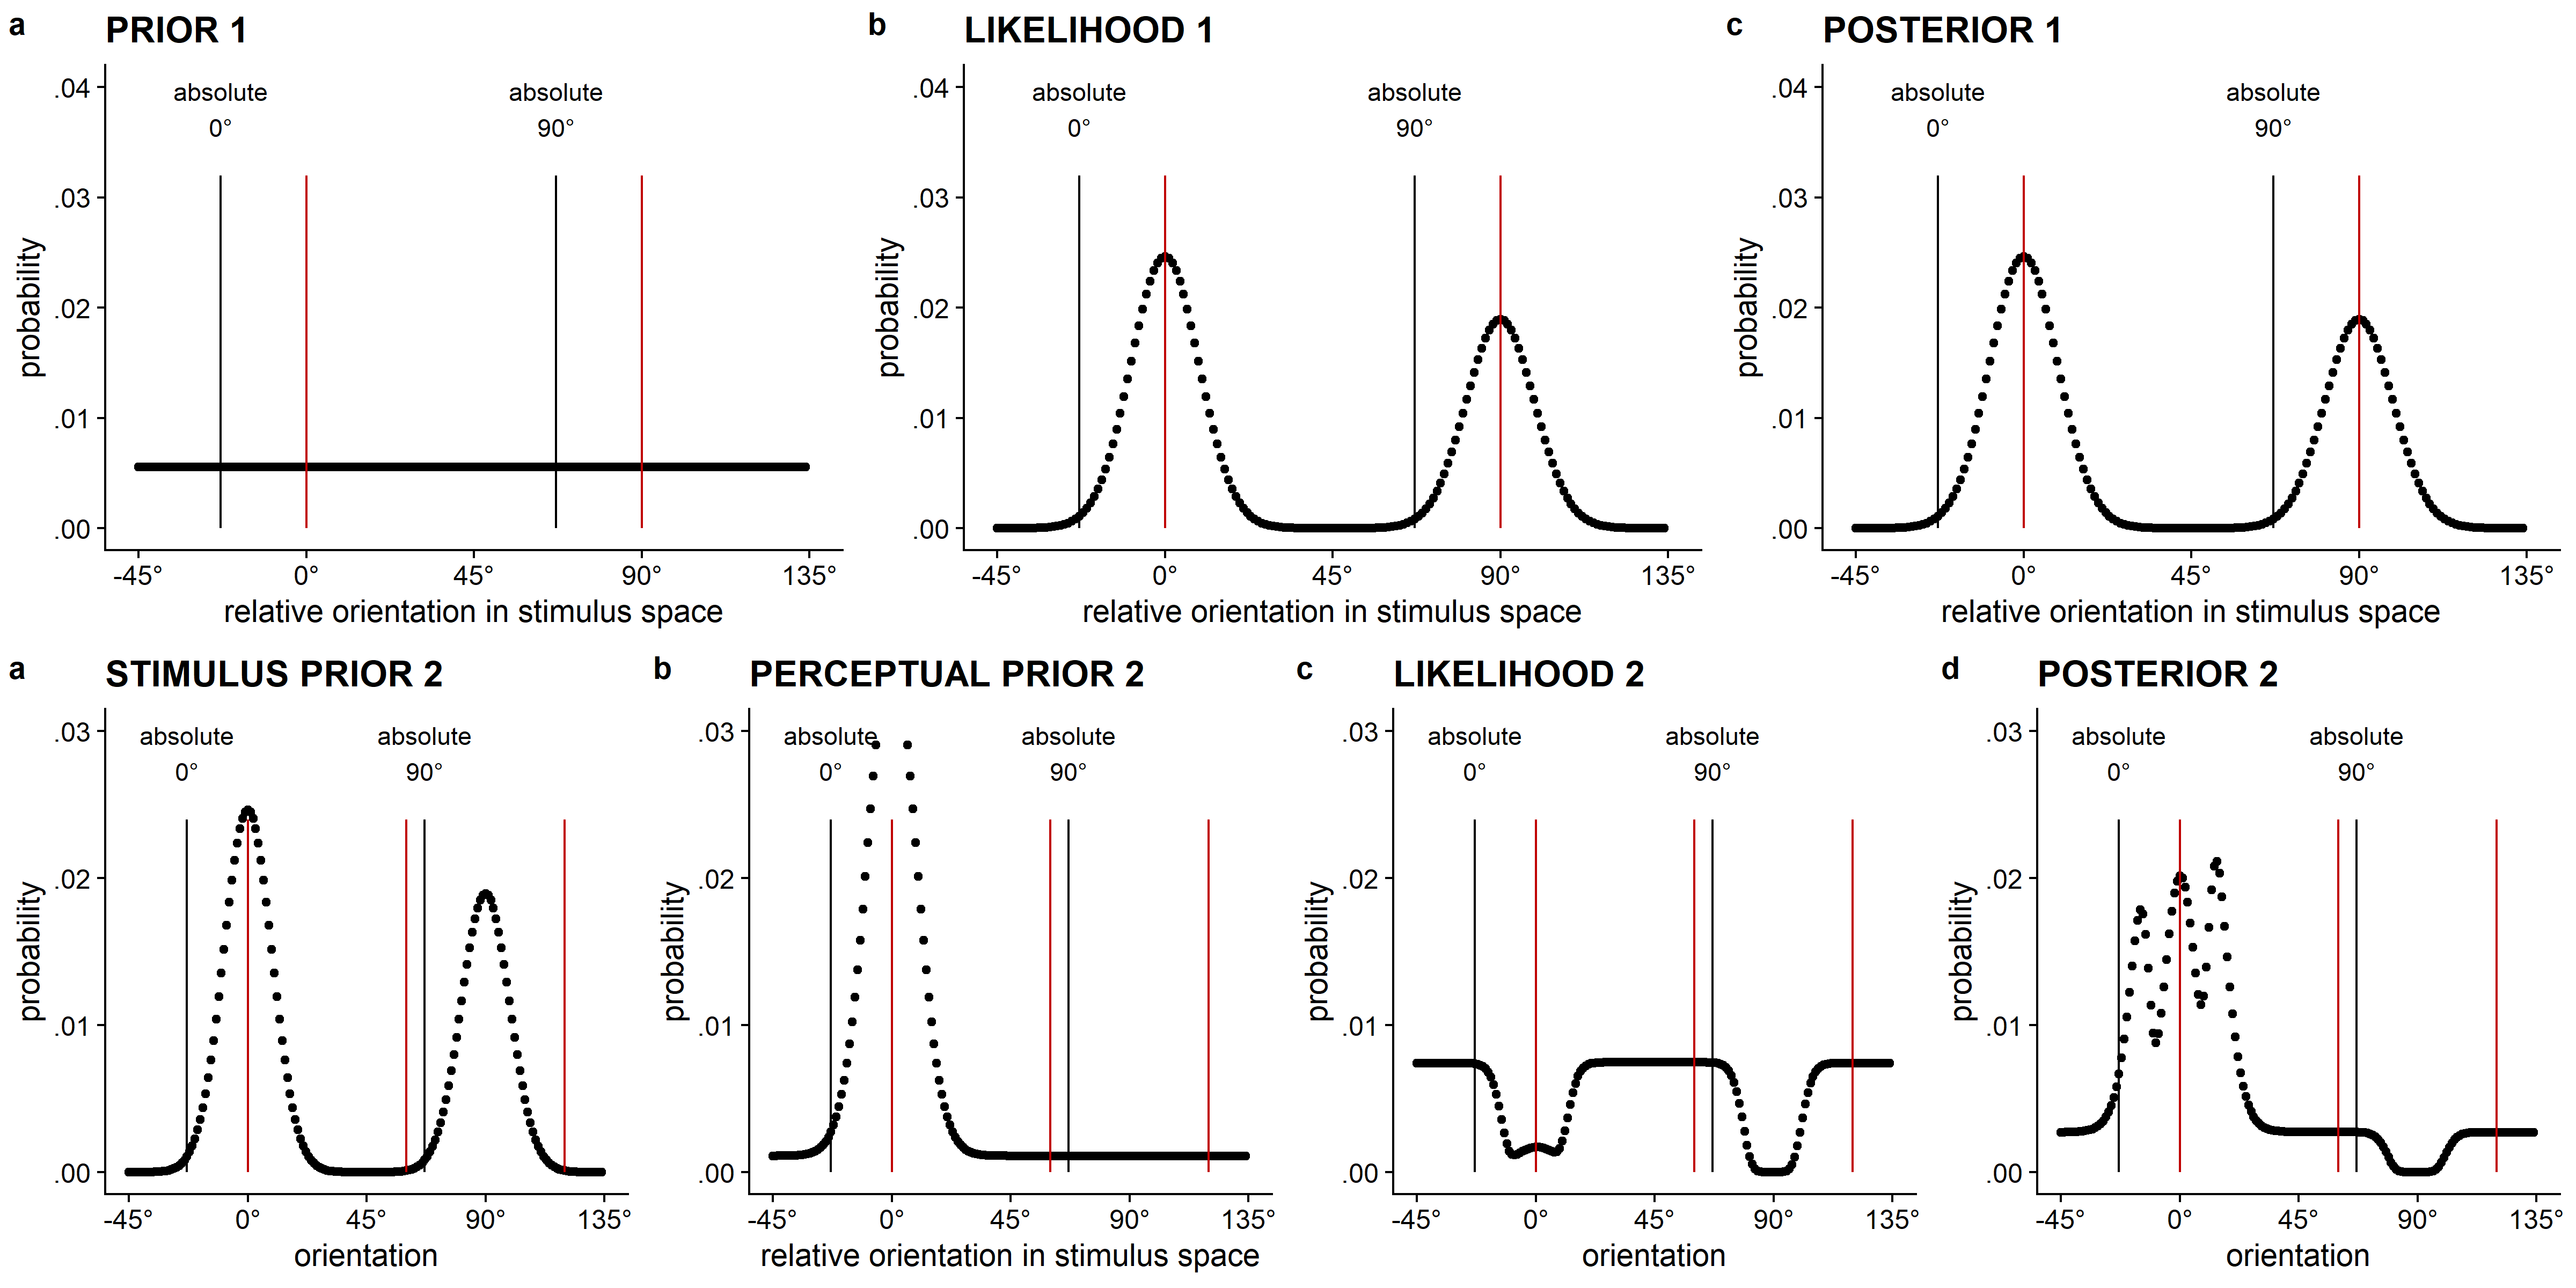 a PRIOR 1
.04
.03
.02
.01
.00
absolute absolute
0° 90°
probability
-45° 0° 45° 90° 135°
relative orientation in stimulus space
b LIKELIHOOD 1
.04
.03
.02
.01
.00
absolute absolute
0° 90°
probability
-45° 0° 45° 90° 135°
relative orientation in stimulus space
c POSTERIOR 1
.04
.03
.02
.01
.00
absolute absolute
0° 90°
probability
-45° 0° 45° 90° 135°
relative orientation in stimulus space
a STIMULUS PRIOR 2
.03
.02
.01
.00
absolute absolute
0° 90°
probability
-45° 0° 45° 90° 135°
orientation
b PERCEPTUAL PRIOR 2
.03
.02
.01
.00
absolute absolute
0° 90°
probability
-45° 0° 45° 90° 135°
relative orientation in stimulus space
c LIKELIHOOD 2
.03
.02
.01
.00
absolute absolute
0° 90°
probability
-45° 0° 45° 90° 135°
orientation
d POSTERIOR 2
.03
.02
.01
.00
absolute absolute
0° 90°
probability
-45° 0° 45° 90° 135°
orientation